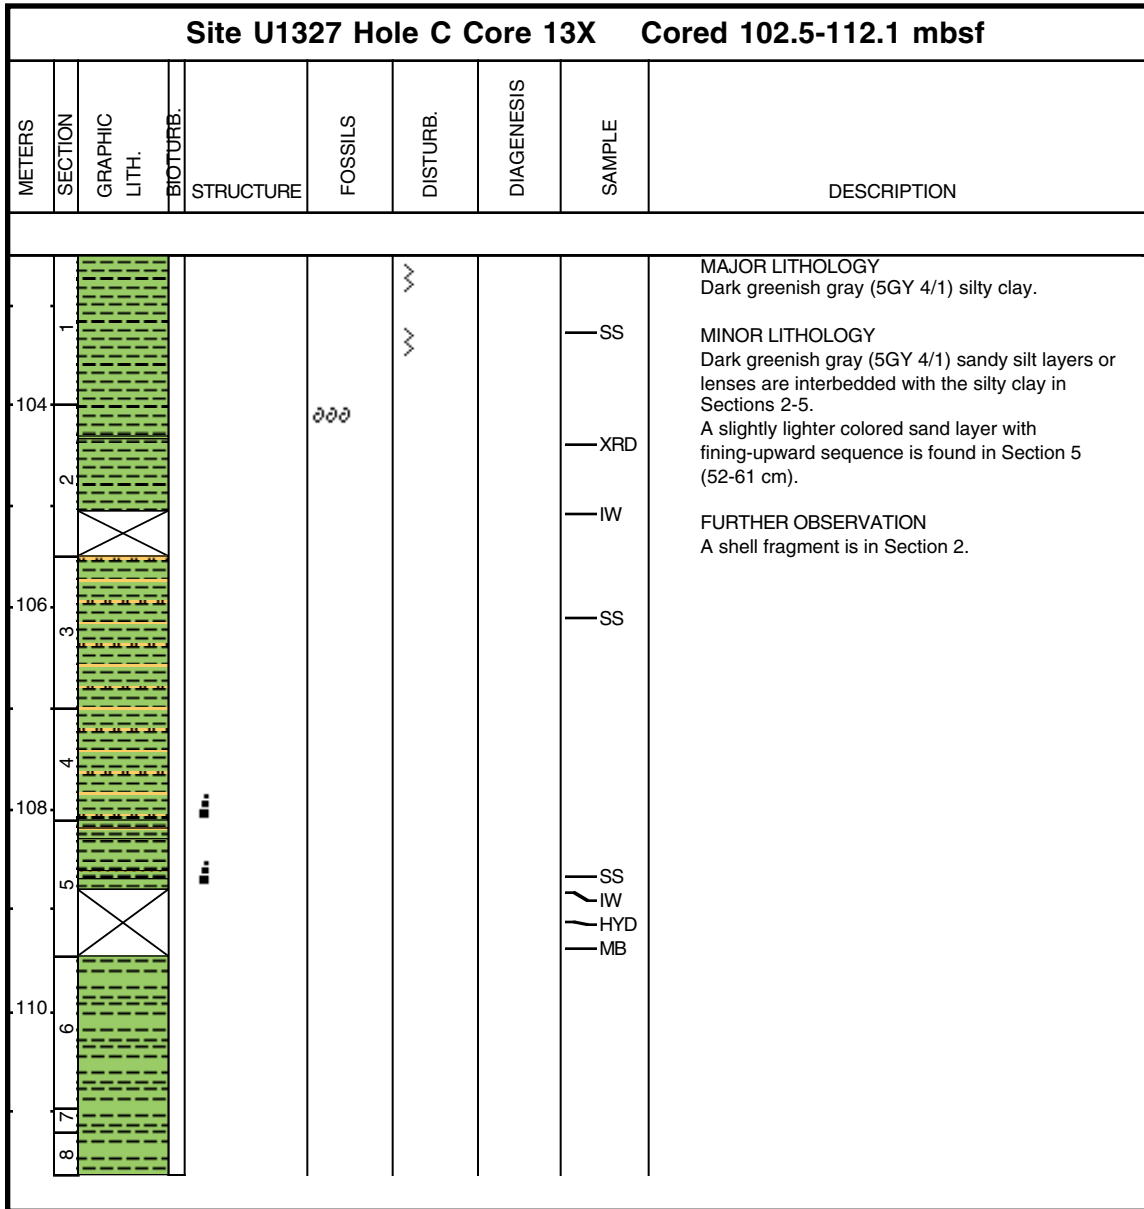 Site U1327 Hole C Core 13X Cored 102.5-112.1 mbsf
METERS
SECTION
GRAPHIC
LITH.
BIOTURB.
STRUCTURE
FOSSILS
DISTURB.
DIAGENESIS
SAMPLE
DESCRIPTION
MAJOR LITHOLOGY
Dark greenish gray (5GY 4/1) silty clay.
MINOR LITHOLOGY
Dark greenish gray (5GY 4/1) sandy silt layers or
lenses are interbedded with the silty clay in
Sections 2-5.
A slightly lighter colored sand layer with
fining-upward sequence is found in Section 5
(52-61 cm).
FURTHER OBSERVATION
A shell fragment is in Section 2.
104
106
108
110
1
2
3
4
5
6
7
8
SS
XRD
IW
SS
SS
IW
HYD
MB